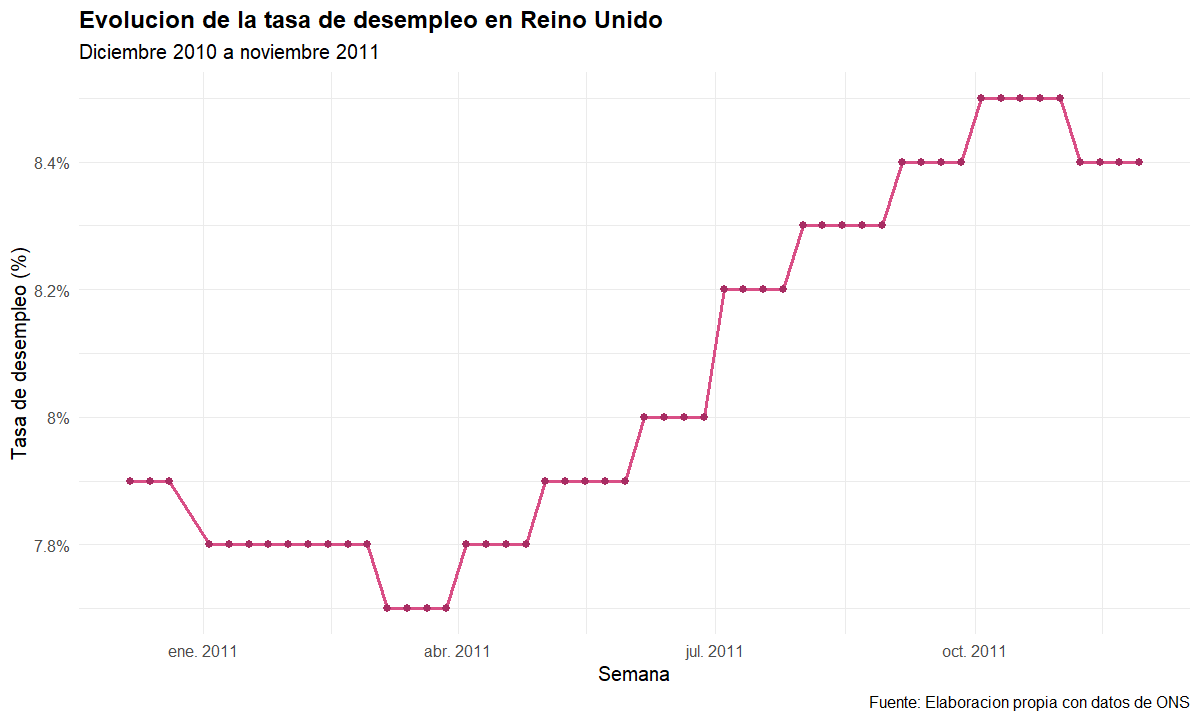 Evolucion de la tasa de desempleo en Reino Unido
Diciembre 2010 a noviembre 2011
Tasa de desempleo (%)
8.4%
8.2%
8%
7.8%
ene. 2011
abr. 2011
jul. 2011
oct. 2011
Semana
Fuente: Elaboracion propia con datos de ONS